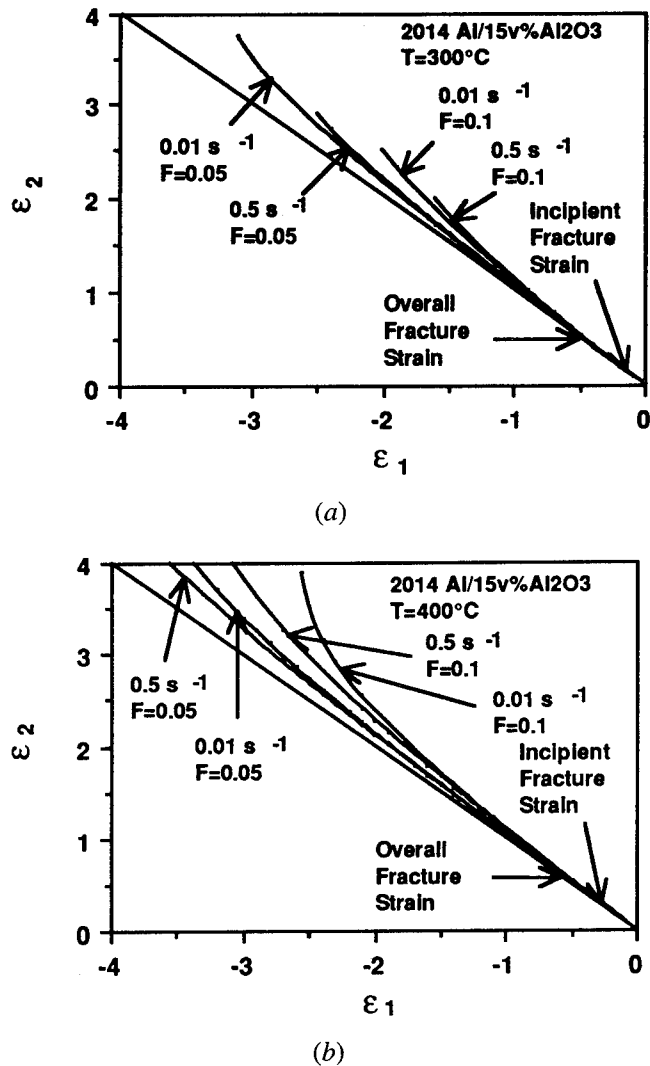 4
3
2
1
0
ε 2
2014 Al/15v%Al2O3
T=300°C
0.01 s -1
F=0.1
0.5 s -1
F=0.1
0.01 s -1
F=0.05
0.5 s -1
F=0.05
Incipient
Fracture
Strain
Overall
Fracture
Strain
-4 -3 -2 -1 0
ε 1
(a)
4
3
2
1
0
ε 2
2014 Al/15v%Al2O3
T=400°C
0.5 s -1
F=0.1
0.01 s -1
F=0.1
0.5 s -1
F=0.05
0.01 s -1
F=0.05
Incipient
Fracture
Strain
Overall
Fracture
Strain
-4 -3 -2 -1 0
ε 1
(b)